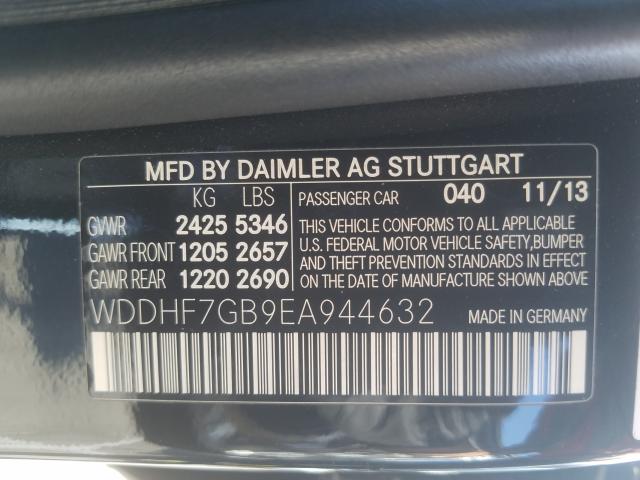 MFD BY DAIMLER AG STUTTGART
KG LBS
GVWR 2425 5346
GAWR FRONT 1205 2657
GAWR REAR 1220 2690
PASSENGER CAR 040 11/13
THIS VEHICLE CONFORMS TO ALL APPLICABLE
U.S. FEDERAL MOTOR VEHICLE SAFETY,BUMPER
AND THEFT PREVENTION STANDARDS IN EFFECT
ON THE DATE OF MANUFACTURE SHOWN ABOVE.
WDDHF7GB9EA944632 MADE IN GERMANY